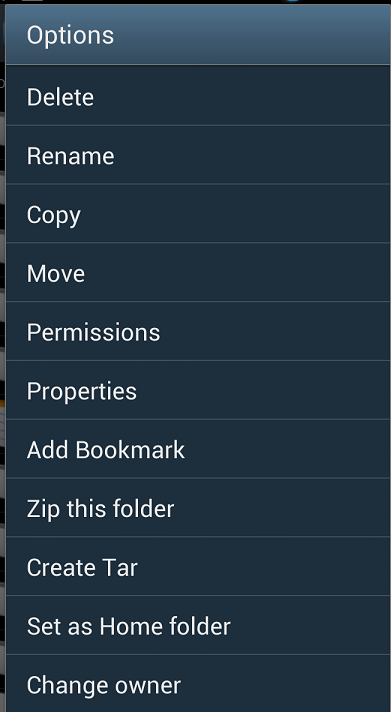 Options
Delete
Rename
Copy
Move
Permissions
Properties
Add Bookmark
Zip this folder
Create Tar
Set as Home folder
Change owner